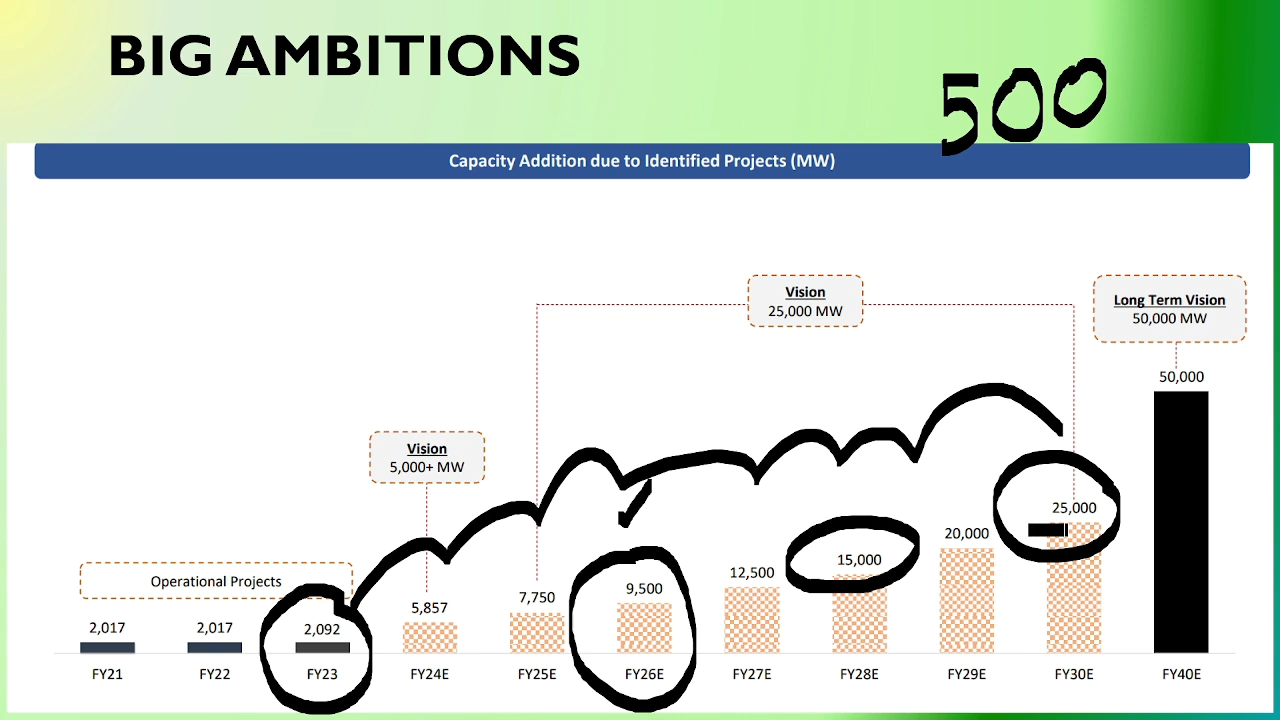 BIG AMBITIONS
500
Capacity Addition due to Identified Projects (MW)
Vision
25,000 MW
Long Term Vision
50,000 MW
50,000
Vision
5,000+ MW
25,000
20,000
15,000
12,500
9,500
7,750
5,857
Operational Projects
2,017
2,017
2,092
FY21
FY22
FY23
FY24E
FY25E
FY26E
FY27E
FY28E
FY29E
FY30E
FY40E